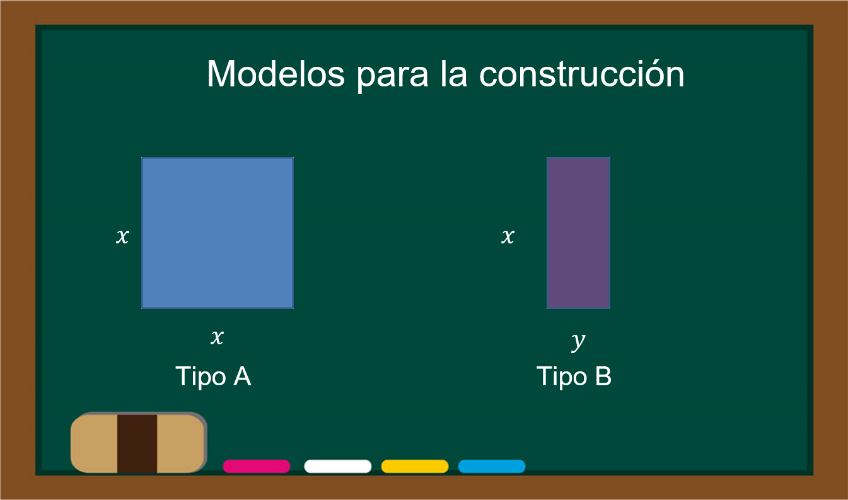 Modelos para la construcción
x
x
x
y
Tipo A
Tipo B